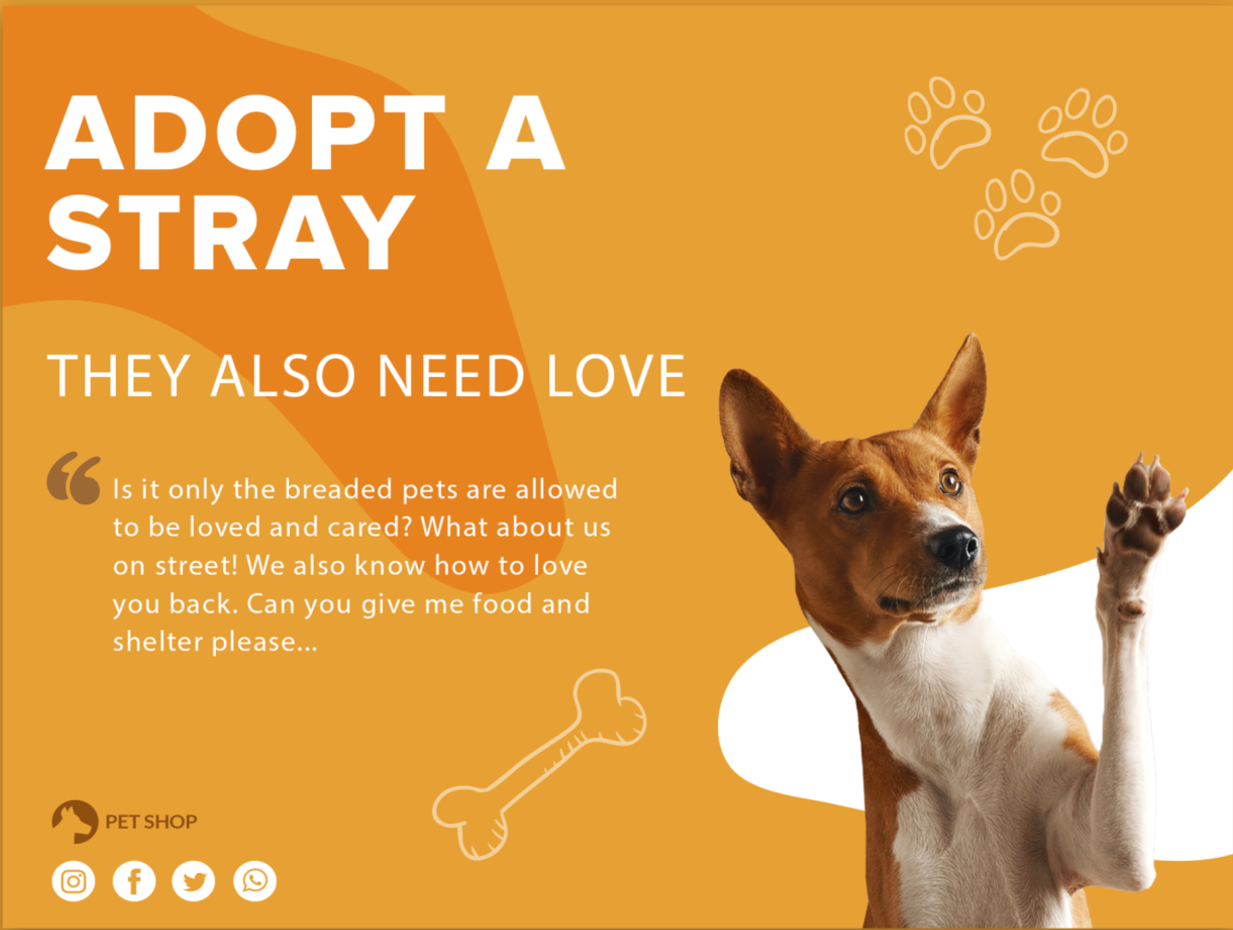 ADOPT A
STRAY
THEY ALSO NEED LOVE
“ Is it only the breaded pets are allowed
to be loved and cared? What about us
on street! We also know how to love
you back. Can you give me food and
shelter please...
PET SHOP